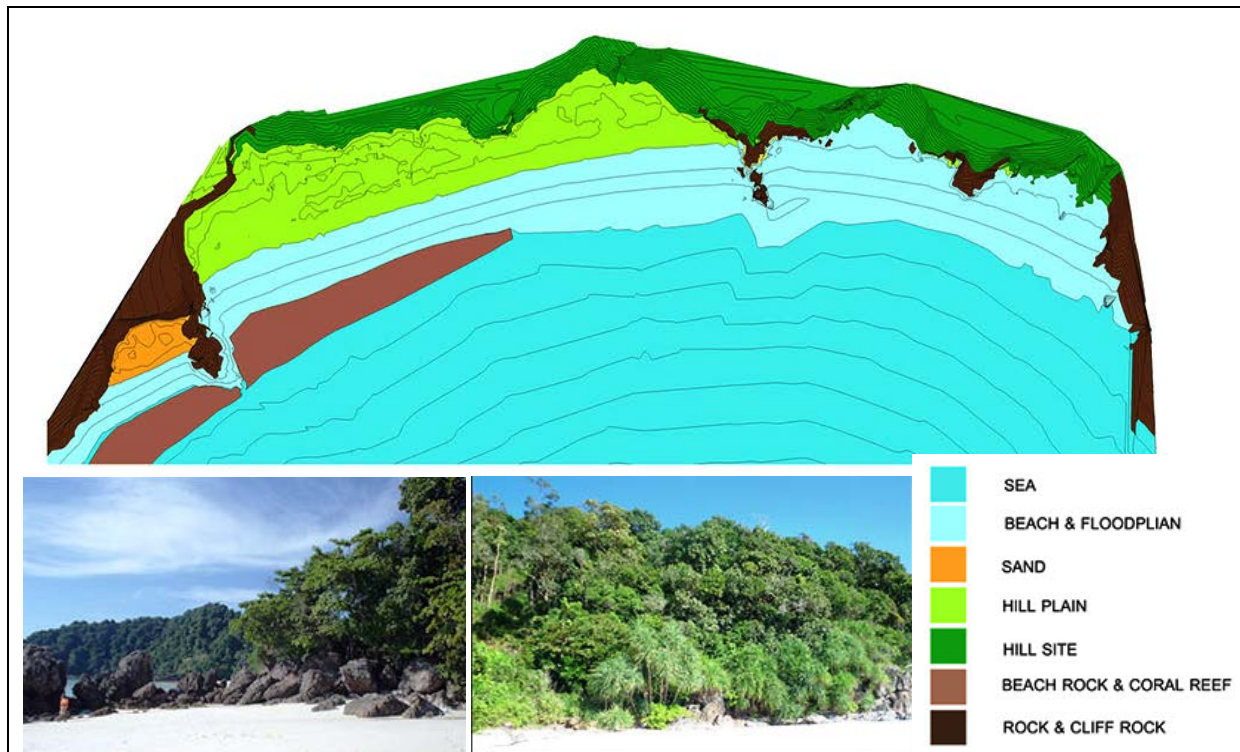 SEA
BEACH & FLOODPLIAN
SAND
HILL PLAIN
HILL SITE
BEACH ROCK & CORAL REEF
ROCK & CLIFF ROCK